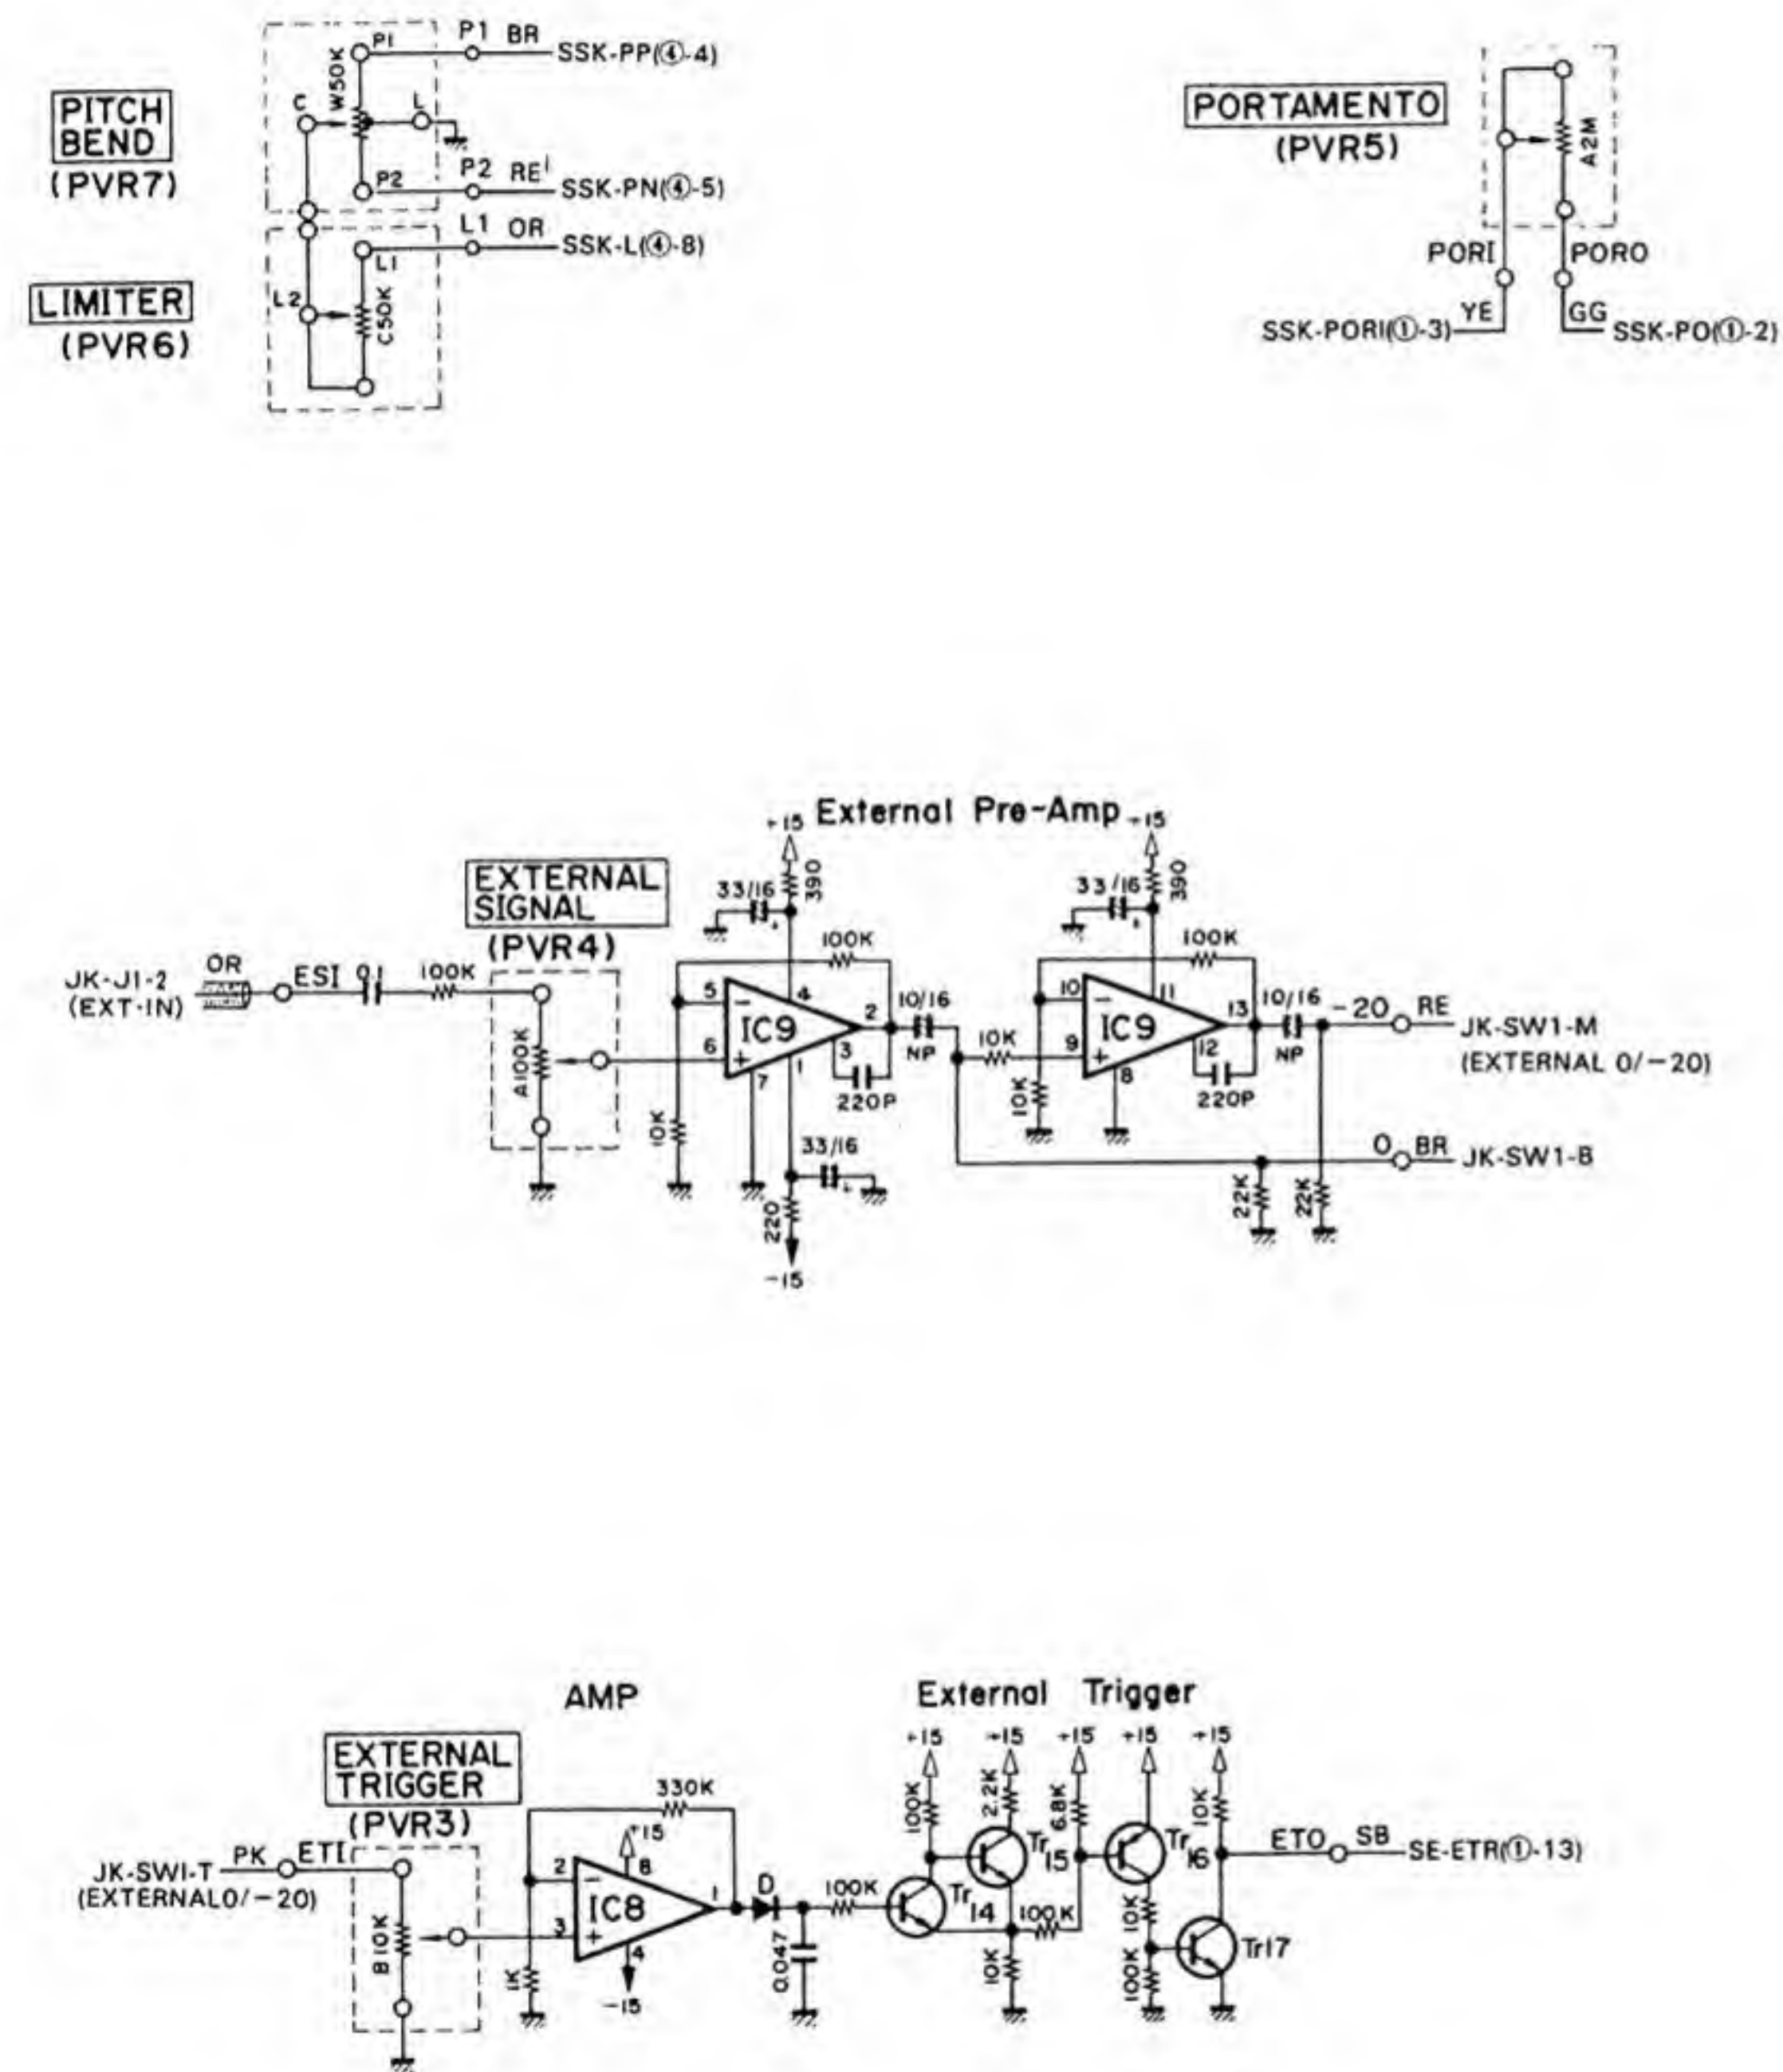 P1 P1 BR SSK-PP(④-4)
W50K
PITCH
BEND
(PVR7)
C L
P2 P2 RE SSK-PN(④-5)
L1 L1 OR SSK-L(④-8)
LIMITER
(PVR6)
L2 C50K
PORTAMENTO
(PVR5)
A2M
PORI PORO
YE GG
SSK-PORI(①-3) SSK-PO(①-2)
External Pre-Amp
+15 +15
EXTERNAL
SIGNAL
(PVR4)
33/16 390 33/16 390
+ +
100K 100K
JK-J1-2
(EXT-IN)
OR ESI 100K
A100K
5 - 4 IC9 2 6 + 3 7 1
10/16
NP
10K
220P
10K
10 - 11 IC9 13 9 + 12 8
10/16
NP
-20 RE JK-SW1-M
(EXTERNAL 0/-20)
10K
220P
33/16
+
220
-15
0 BR JK-SW1-B
22K 22K
AMP
External Trigger
EXTERNAL
TRIGGER
(PVR3)
JK-SW1-T
(EXTERNAL0/-20)
PK ETI
B10K
330K
+15
2 - 8 IC8 1 3 + 4
-15
1K
D
0.047
100K
+15 +15 +15 +15 +15
100K 2.2K 6.8K 10K
Tr14 Tr15 Tr16 Tr17
100K
10K
10K
100K
ETO SB SE-ETR(①-13)